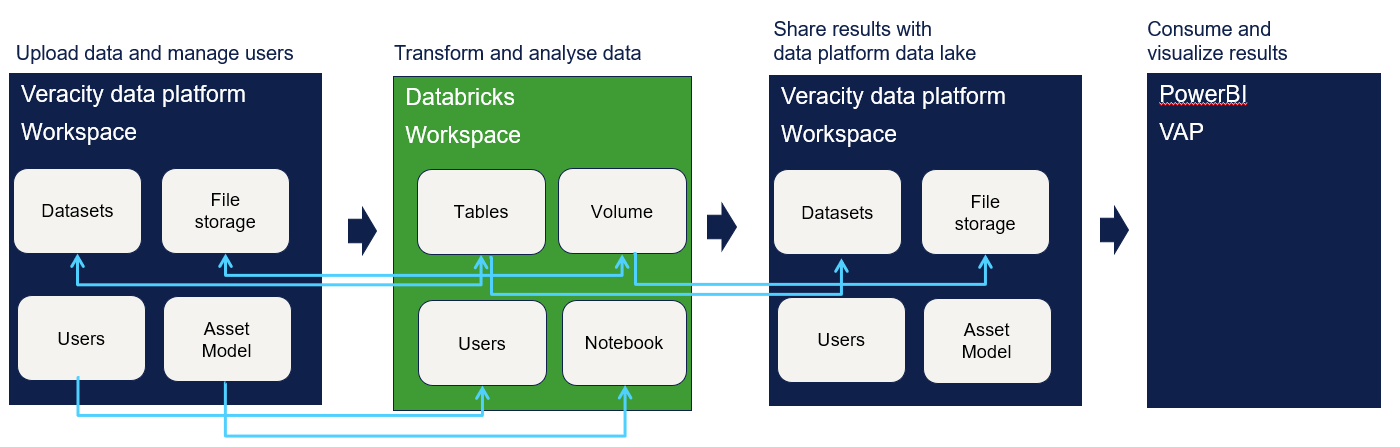 Upload data and manage users
Veracity data platform
Workspace
Datasets
File
storage
Users
Asset
Model
Transform and analyse data
Databricks
Workspace
Tables
Volume
Users
Notebook
Share results with
data platform data lake
Veracity data platform
Workspace
Datasets
File
storage
Users
Asset
Model
Consume and
visualize results
PowerBI
VAP